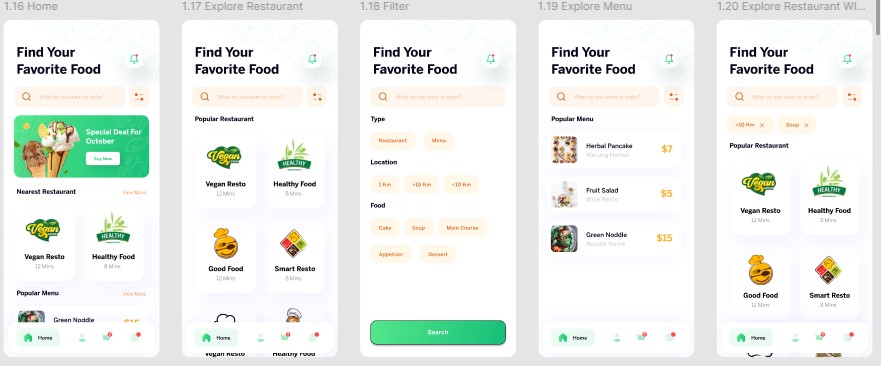 1.16 Home
Find Your
Favorite Food
What do you want to order?
Special Deal For
October
Buy Now
Nearest Restaurant
View More
Vegan
Vegan Resto
12 Mins
HEALTHY
Healthy Food
8 Mins
Popular Menu
View More
Green Noddle
$15
Home
1.17 Explore Restaurant
Find Your
Favorite Food
What do you want to order?
Popular Restaurant
Vegan
Vegan Resto
12 Mins
HEALTHY
Healthy Food
8 Mins
Good Food
12 Mins
Smart Resto
8 Mins
Home
Vegan Resto
Healthy Food
1.18 Filter
Find Your
Favorite Food
What do you want to order?
Type
Restaurant
Menu
Location
1 Km
>10 Km
<10 Km
Food
Cake
Soup
Main Course
Appetizer
Dessert
Search
1.19 Explore Menu
Find Your
Favorite Food
What do you want to order?
Popular Menu
Herbal Pancake
Warung Herbal
$7
Fruit Salad
Wijie Resto
$5
Green Noddle
Noodle Home
$15
Home
1.20 Explore Restaurant Wi...
Find Your
Favorite Food
What do you want to order?
>10 Km
Soup
Popular Restaurant
Vegan
Vegan Resto
12 Mins
HEALTHY
Healthy Food
8 Mins
Good Food
12 Mins
Smart Resto
8 Mins
Home